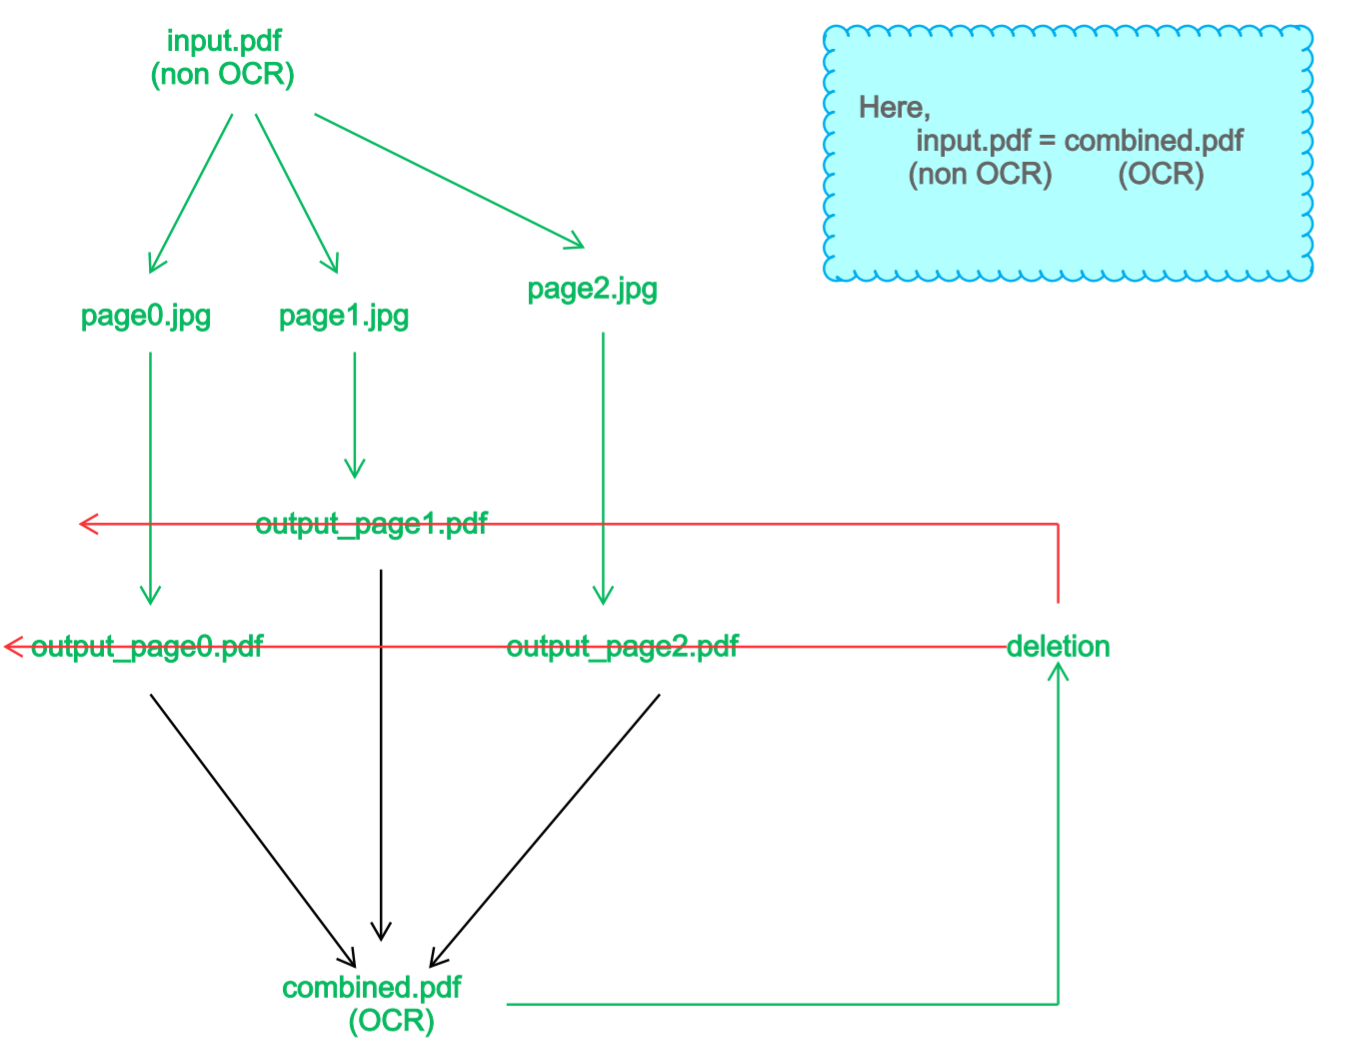 input.pdf
(non OCR)
Here,
input.pdf = combined.pdf
(non OCR) (OCR)
page0.jpg
page1.jpg
page2.jpg
output_page1.pdf
output_page0.pdf
output_page2.pdf
deletion
combined.pdf
(OCR)